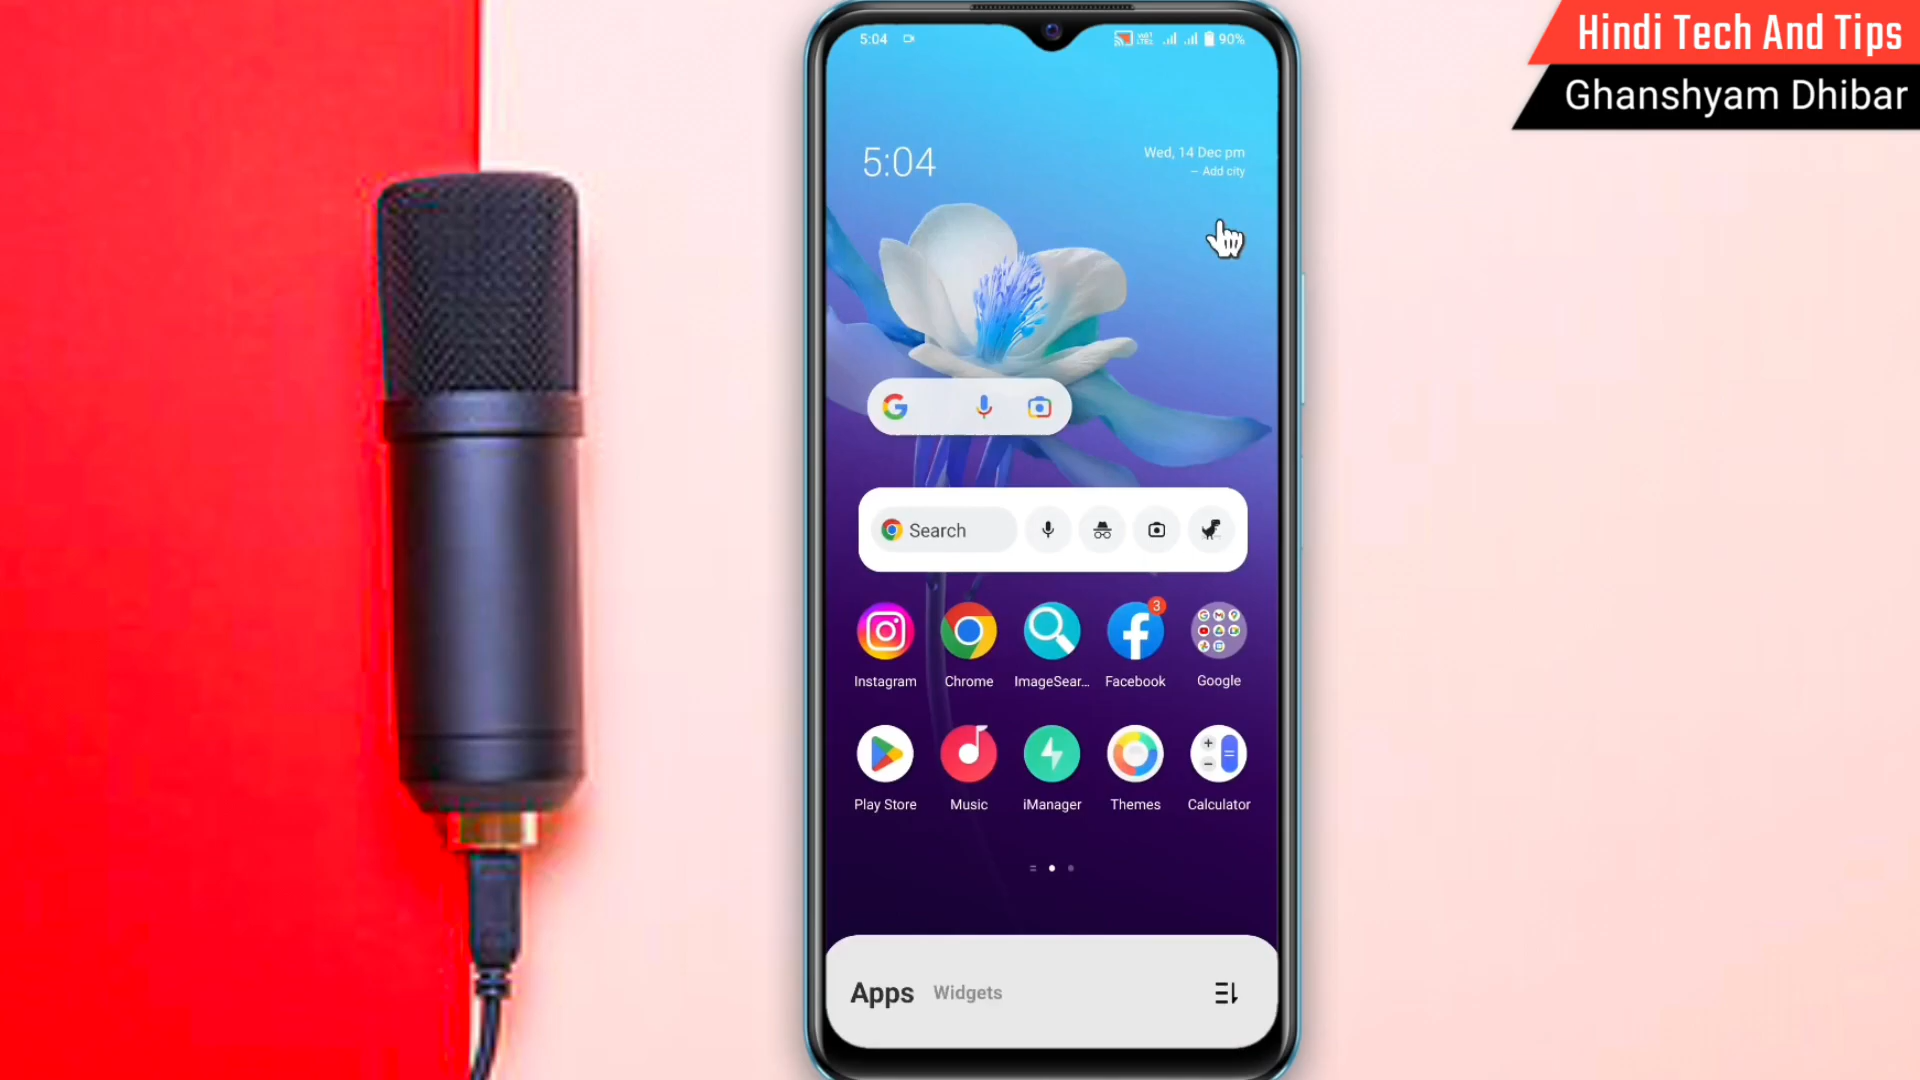 Hindi Tech And Tips
Ghanshyam Dhibar
5:04
90%
5:04
Wed, 14 Dec pm
– Add city
Search
3
Instagram
Chrome
ImageSear...
Facebook
Google
Play Store
Music
iManager
Themes
Calculator
Apps
Widgets